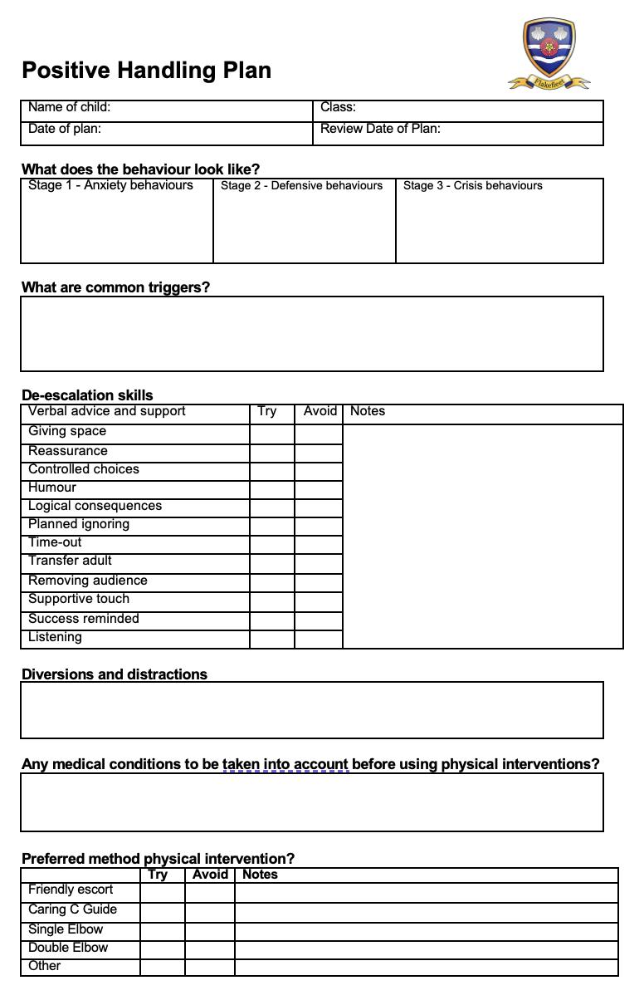 Flakefleet
Positive Handling Plan
Name of child: Class:
Date of plan: Review Date of Plan:
What does the behaviour look like?
Stage 1 - Anxiety behaviours Stage 2 - Defensive behaviours Stage 3 - Crisis behaviours
What are common triggers?
De-escalation skills
Verbal advice and support Try Avoid Notes
Giving space
Reassurance
Controlled choices
Humour
Logical consequences
Planned ignoring
Time-out
Transfer adult
Removing audience
Supportive touch
Success reminded
Listening
Diversions and distractions
Any medical conditions to be taken into account before using physical interventions?
Preferred method physical intervention?
Try Avoid Notes
Friendly escort
Caring C Guide
Single Elbow
Double Elbow
Other